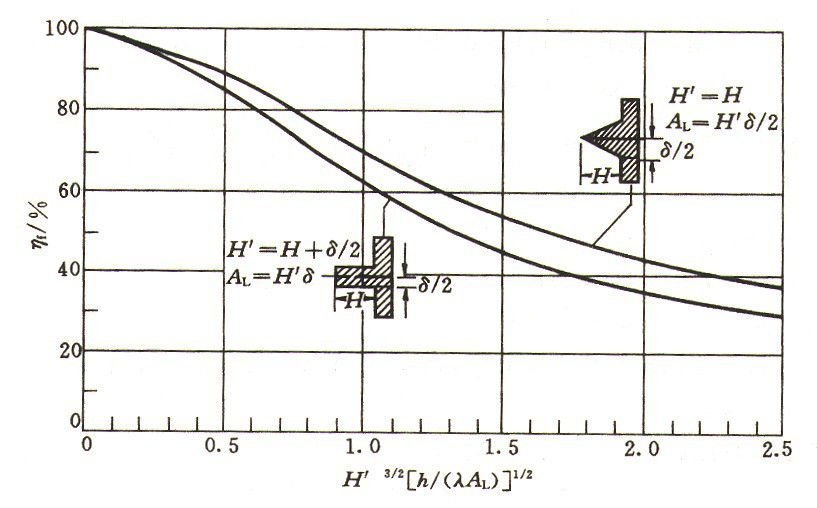 100
80
60
40
20
0
η_f/%
H′=H
A_L=H′δ/2
δ/2
H
H′=H+δ/2
A_L=H′δ
δ/2
H
0 0.5 1.0 1.5 2.0 2.5
H′ ^{3/2}[h/(λA_L)]^{1/2}